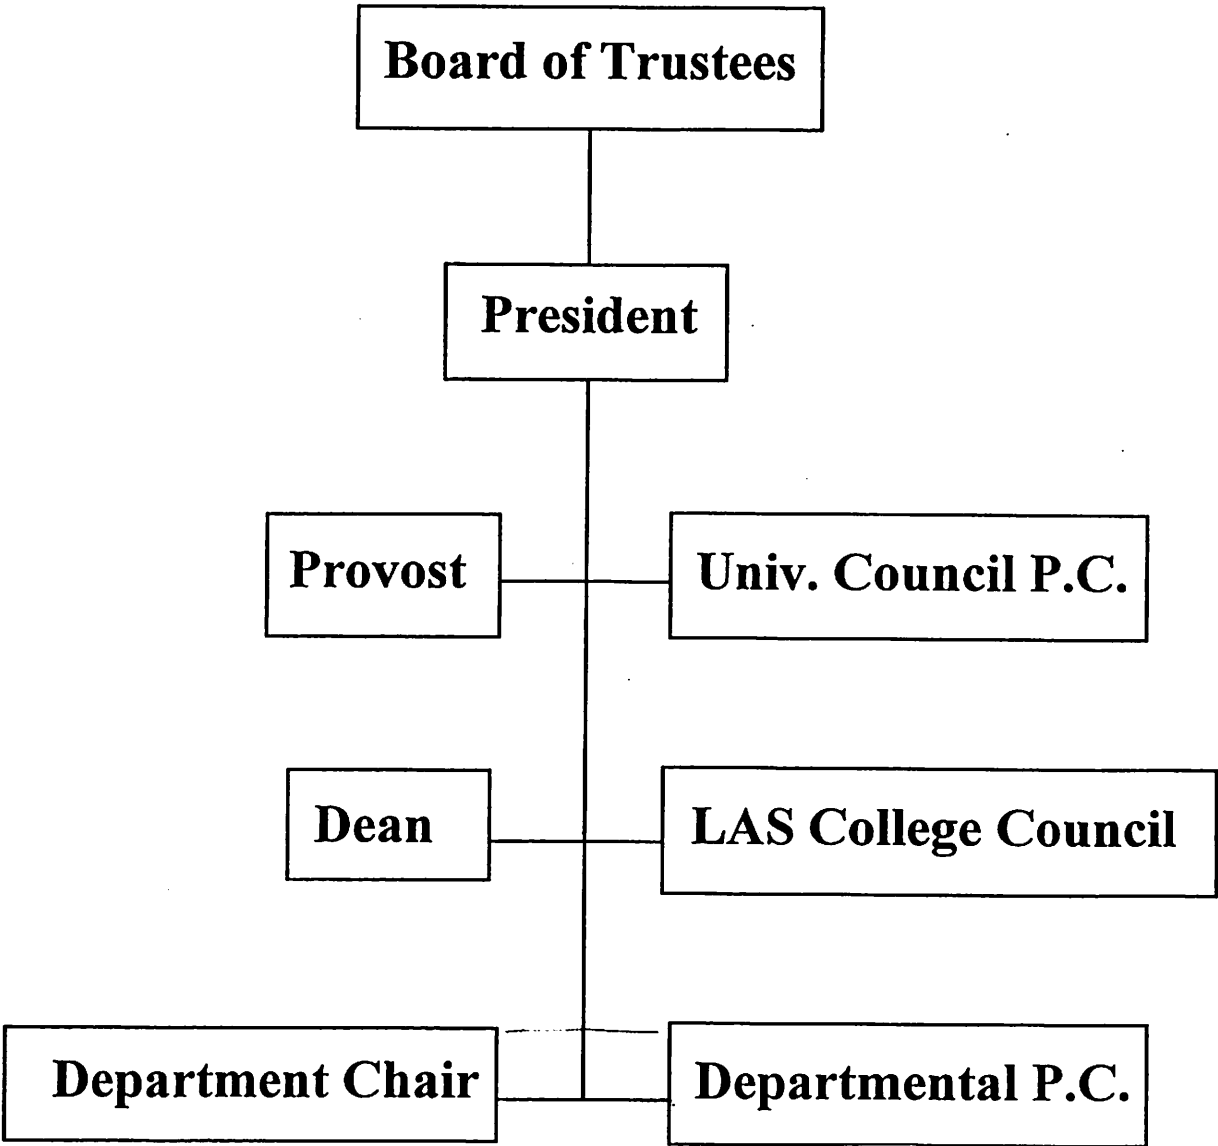 Board of Trustees
President
Provost
Univ. Council P.C.
Dean
LAS College Council
Department Chair
Departmental P.C.